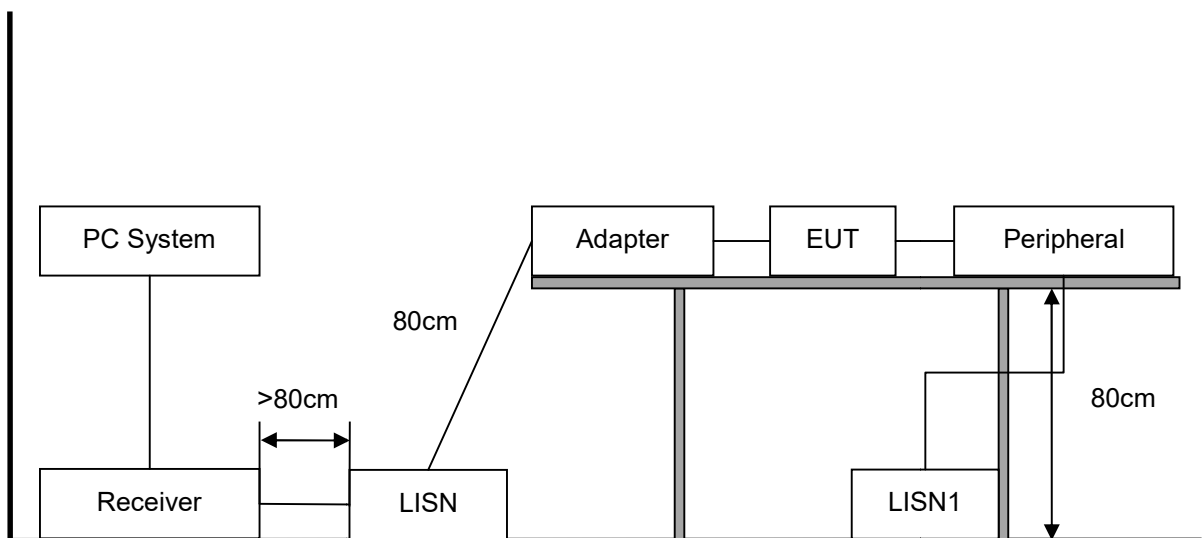 PC System
Adapter
EUT
Peripheral
80cm
>80cm
80cm
Receiver
LISN
LISN1